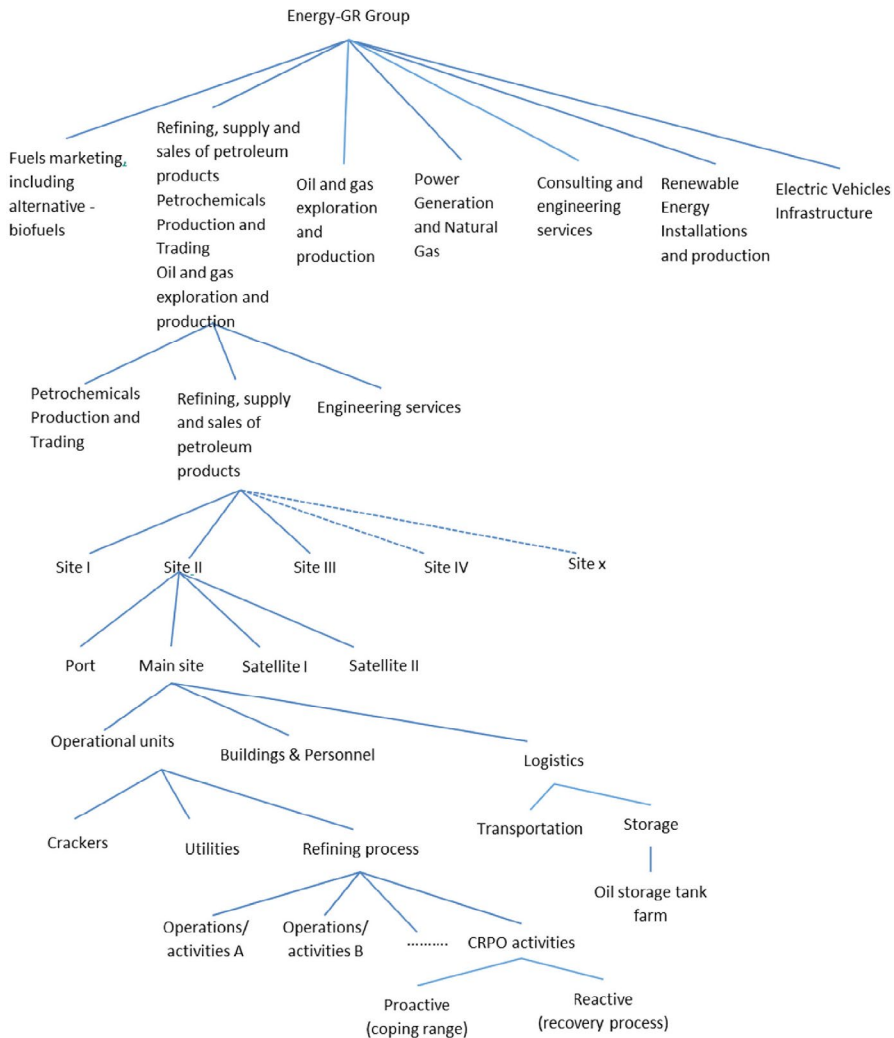 Energy-GR Group
Fuels marketing,
including
alternative -
biofuels
Refining, supply and
sales of petroleum
products
Petrochemicals
Production and
Trading
Oil and gas
exploration and
production
Oil and gas
exploration and
production
Power
Generation
and Natural
Gas
Consulting and
engineering
services
Renewable
Energy
Installations
and production
Electric Vehicles
Infrastructure
Petrochemicals
Production and
Trading
Refining, supply
and sales of
petroleum
products
Engineering services
Site I
Site II
Site III
Site IV
Site x
Port
Main site
Satellite I
Satellite II
Operational units
Buildings & Personnel
Logistics
Crackers
Utilities
Refining process
Transportation
Storage
Oil storage tank
farm
Operations/
activities A
Operations/
activities B
..........
CRPO activities
Proactive
(coping range)
Reactive
(recovery process)